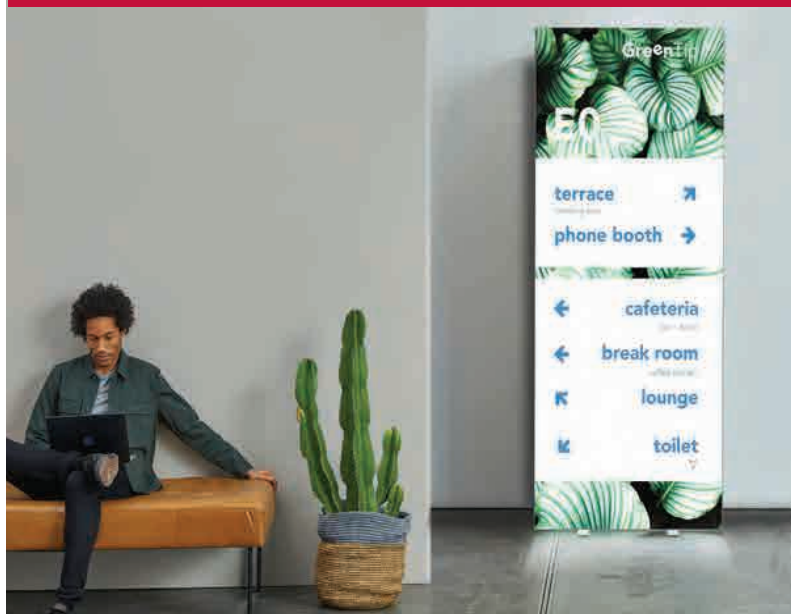 GreenTip
E0
terrace
phone booth
cafeteria
break room
lounge
toilet